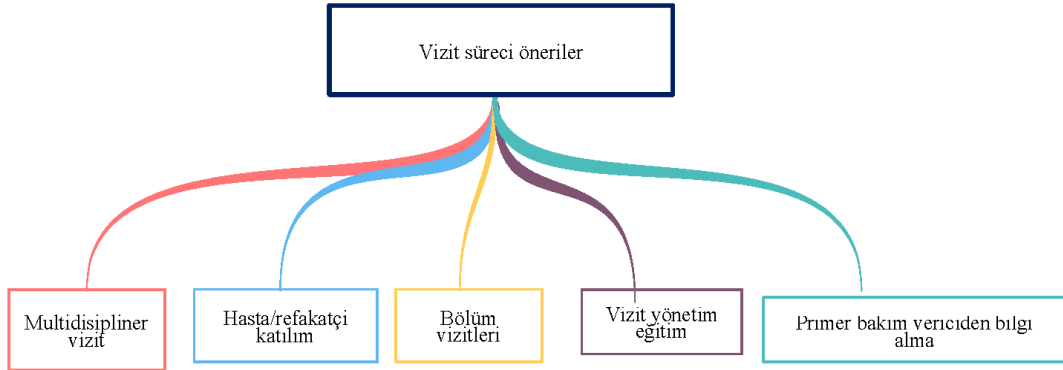 Vizit süreci öneriler
Multidisipliner
vizit
Hasta/refakatçi
katılım
Bölüm
vizitleri
Vizit yönetim
eğitim
Primer bakım vericiden bilgi
alma